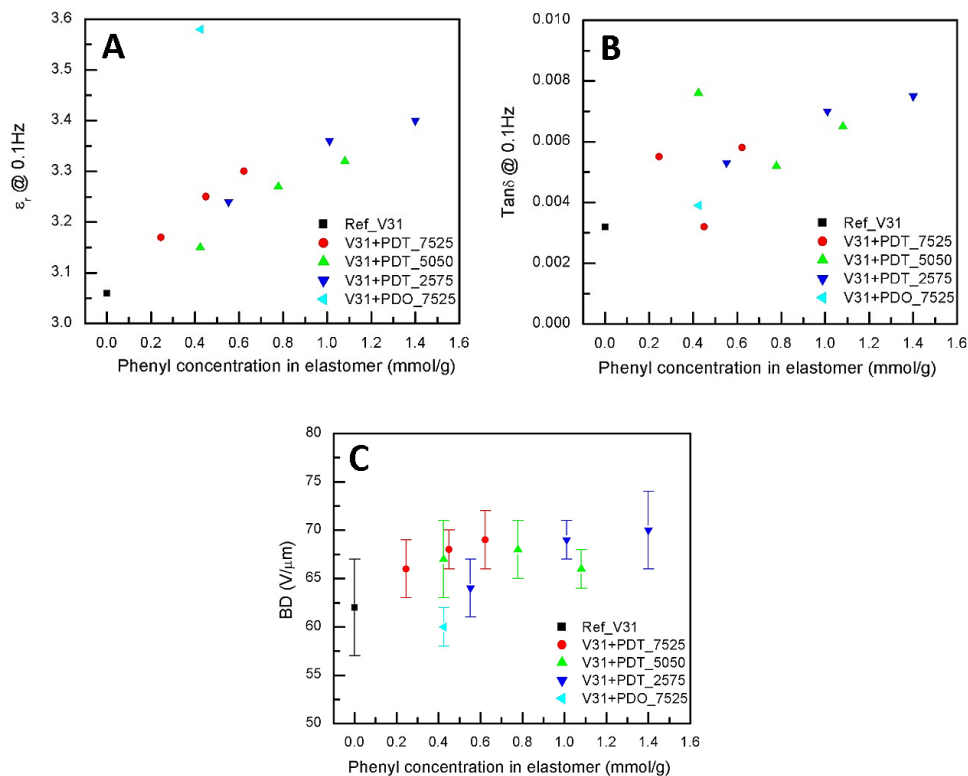 A
εr @ 0.1Hz
3.6
3.5
3.4
3.3
3.2
3.1
3.0
0.0 0.2 0.4 0.6 0.8 1.0 1.2 1.4 1.6
Phenyl concentration in elastomer (mmol/g)
Ref_V31
V31+PDT_7525
V31+PDT_5050
V31+PDT_2575
V31+PDO_7525
B
Tanδ @ 0.1Hz
0.010
0.008
0.006
0.004
0.002
0.000
0.0 0.2 0.4 0.6 0.8 1.0 1.2 1.4 1.6
Phenyl concentration in elastomer (mmol/g)
Ref_V31
V31+PDT_7525
V31+PDT_5050
V31+PDT_2575
V31+PDO_7525
C
BD (V/μm)
80
75
70
65
60
55
50
0.0 0.2 0.4 0.6 0.8 1.0 1.2 1.4 1.6
Phenyl concentration in elastomer (mmol/g)
Ref_V31
V31+PDT_7525
V31+PDT_5050
V31+PDT_2575
V31+PDO_7525